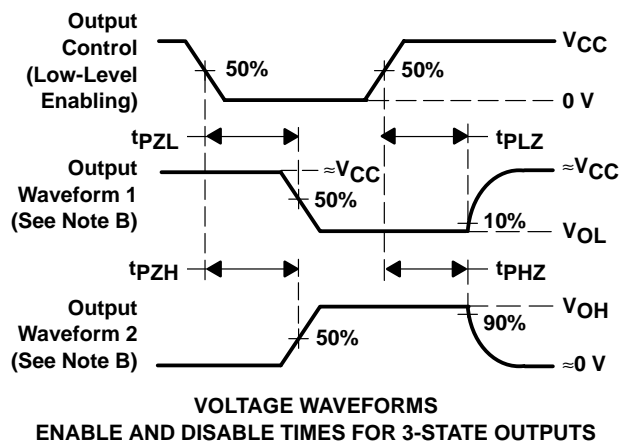 Output
Control
(Low-Level
Enabling)
50%
50%
VCC
0 V
tPZL
tPLZ
Output
Waveform 1
(See Note B)
≈VCC
50%
≈VCC
10%
VOL
tPZH
tPHZ
Output
Waveform 2
(See Note B)
50%
VOH
90%
≈0 V
VOLTAGE WAVEFORMS
ENABLE AND DISABLE TIMES FOR 3-STATE OUTPUTS